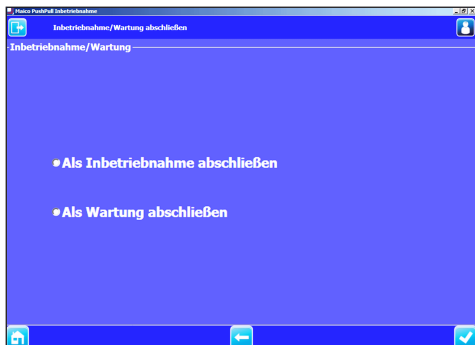 Maico PushPull Inbetriebnahme
Inbetriebnahme/Wartung abschließen
Inbetriebnahme/Wartung
Als Inbetriebnahme abschließen
Als Wartung abschließen